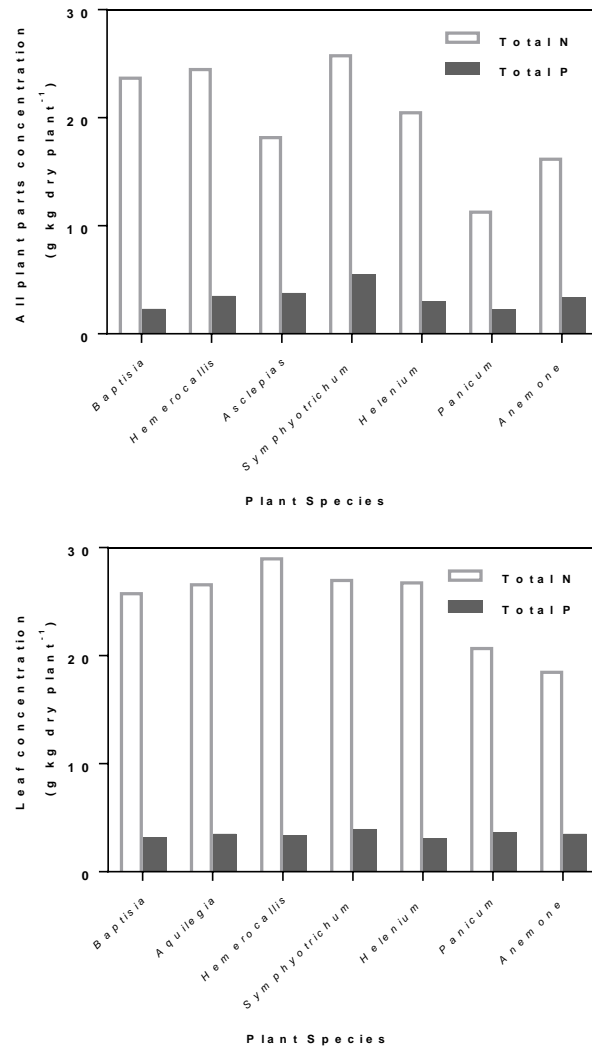 All plant parts concentration
(g kg dry plant⁻¹)
30
20
10
0
Total N
Total P
Baptisia
Hemerocallis
Asclepias
Symphyotrichum
Helenium
Panicum
Anemone
Plant Species
Leaf concentration
(g kg dry plant⁻¹)
30
20
10
0
Total N
Total P
Baptisia
Aquilegia
Hemerocallis
Symphyotrichum
Helenium
Panicum
Anemone
Plant Species